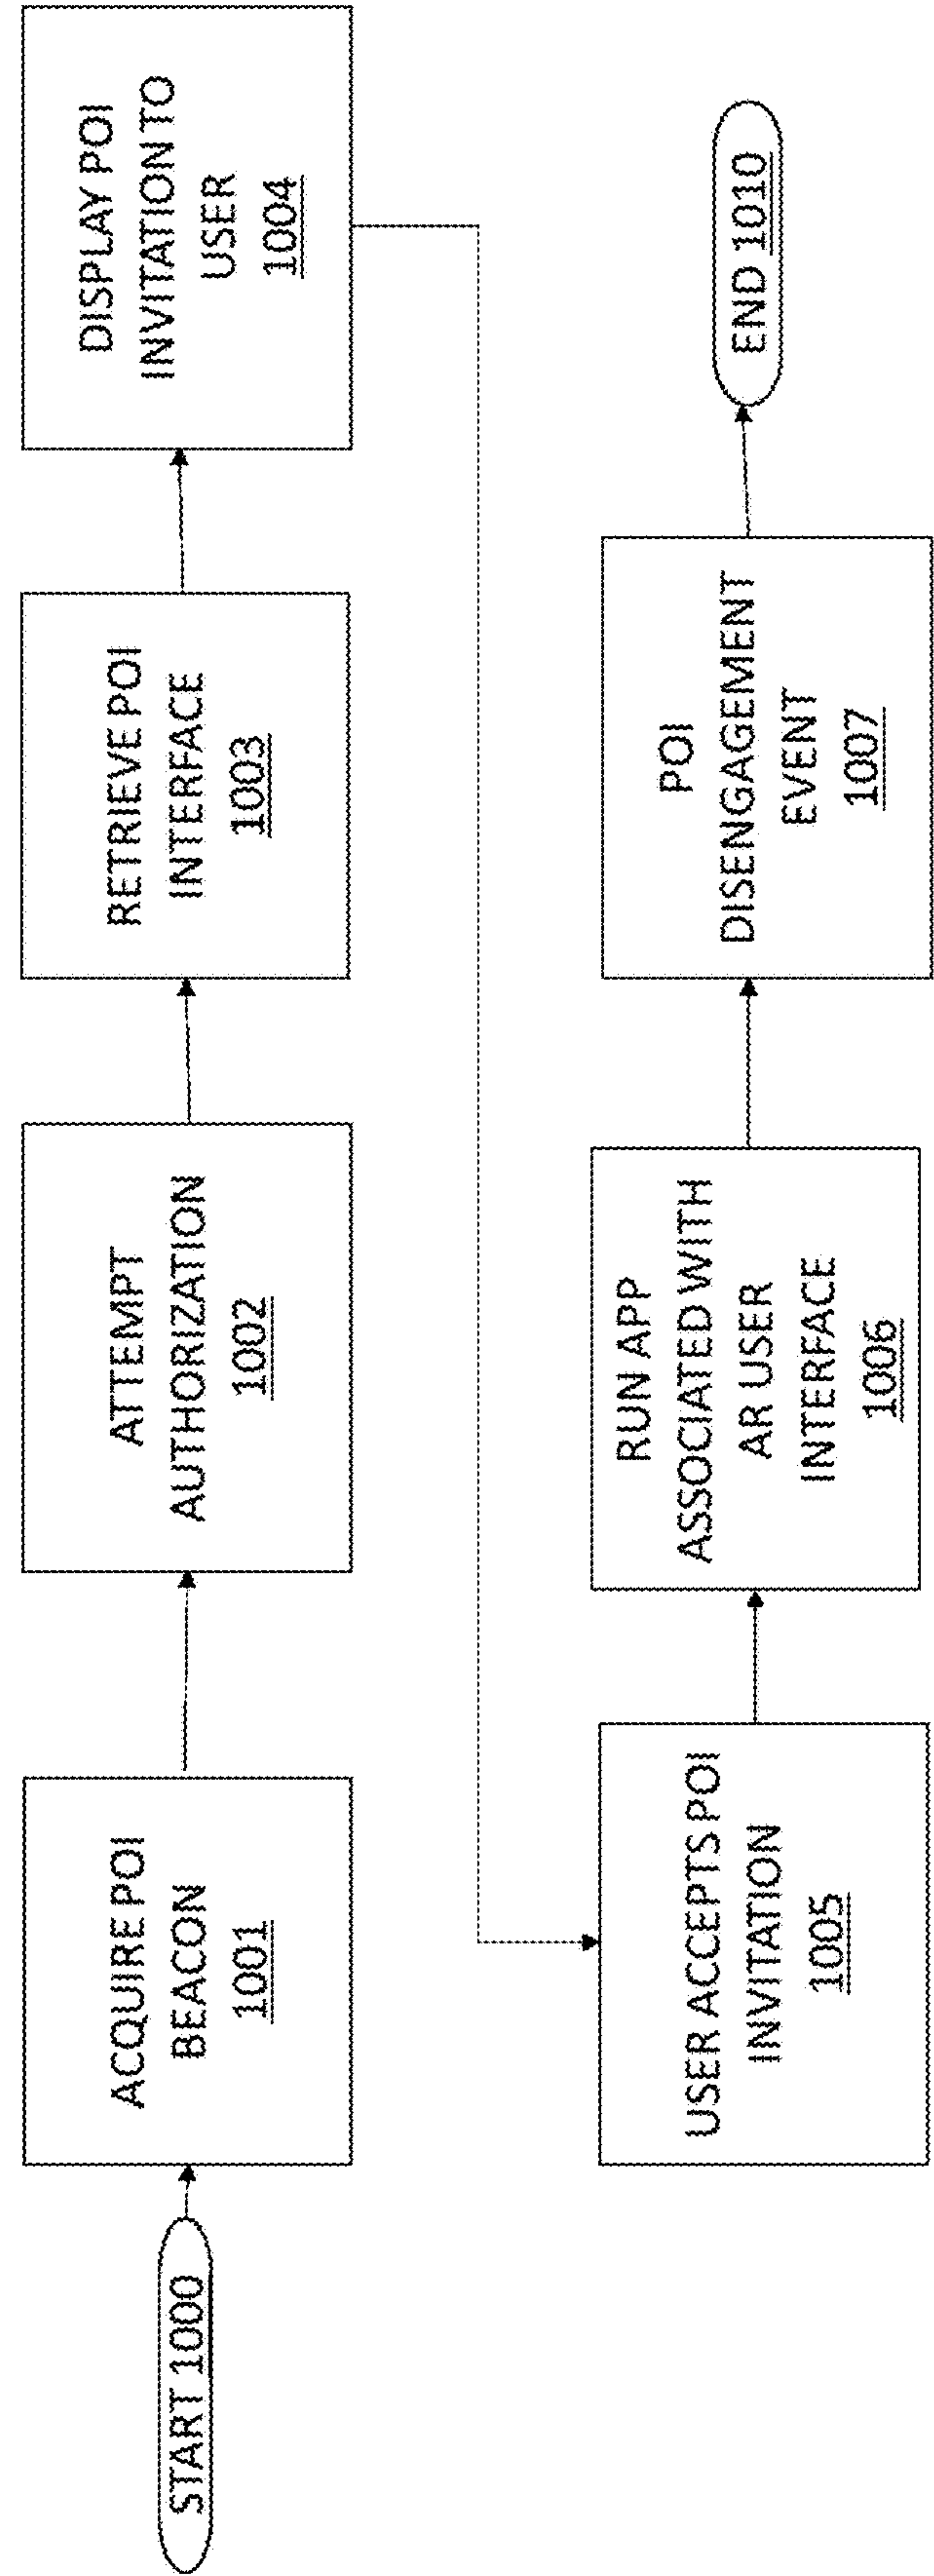 START 1000
ACQUIRE POI
BEACON
1001
ATTEMPT
AUTHORIZATION
1002
RETRIEVE POI
INTERFACE
1003
DISPLAY POI
INVITATION TO
USER
1004
USER ACCEPTS POI
INVITATION
1005
RUN APP
ASSOCIATED WITH
AR USER
INTERFACE
1006
POI
DISENGAGEMENT
EVENT
1007
END 1010